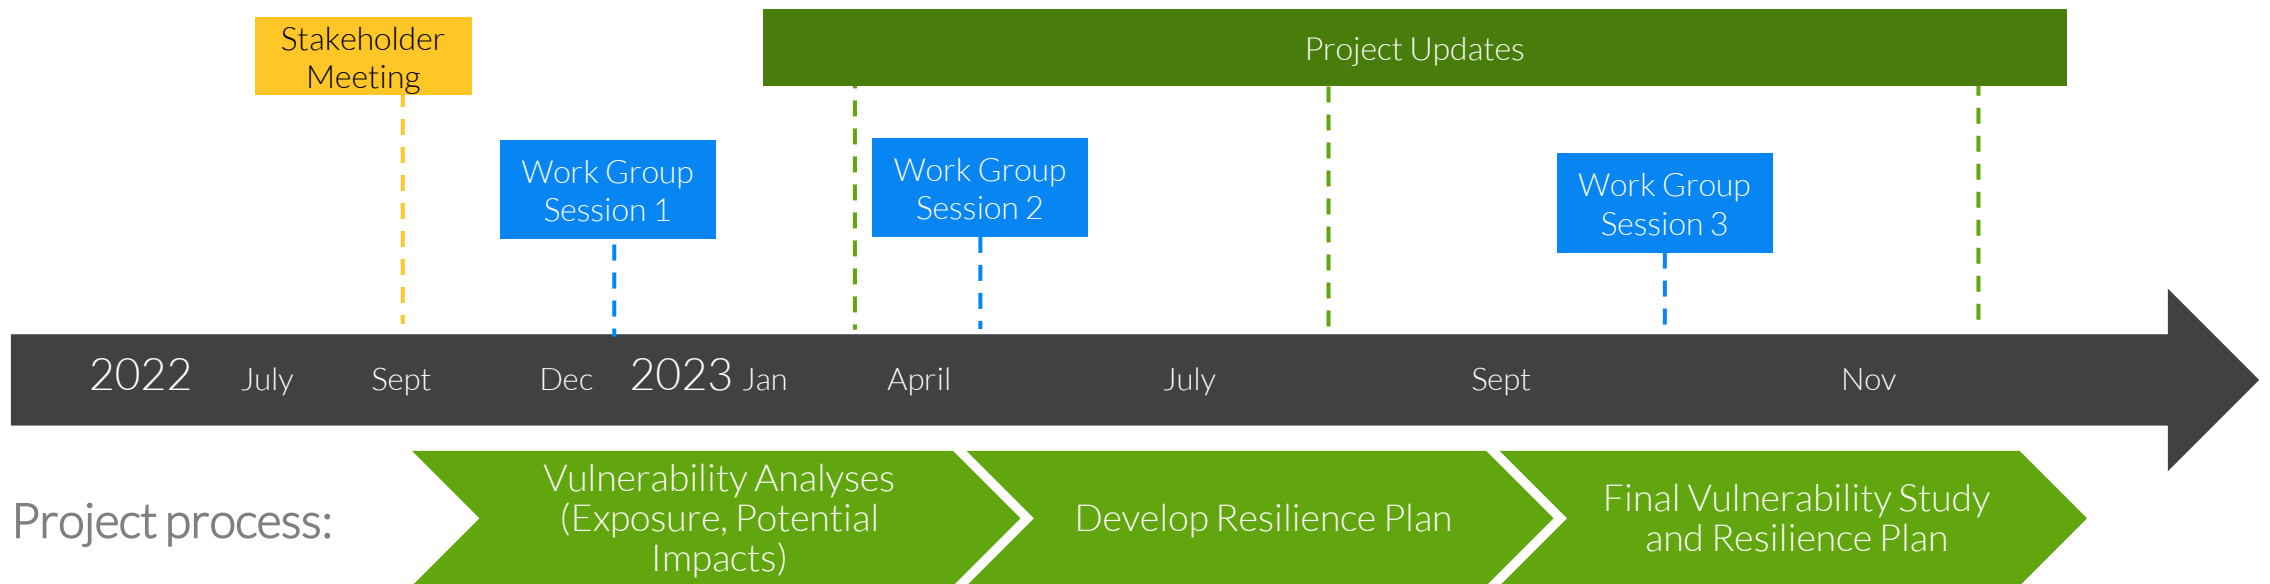 Stakeholder
Meeting
Project Updates
Work Group
Session 1
Work Group
Session 2
Work Group
Session 3
2022 July Sept Dec 2023 Jan April July Sept Nov
Project process:
Vulnerability Analyses
(Exposure, Potential
Impacts)
Develop Resilience Plan
Final Vulnerability Study
and Resilience Plan